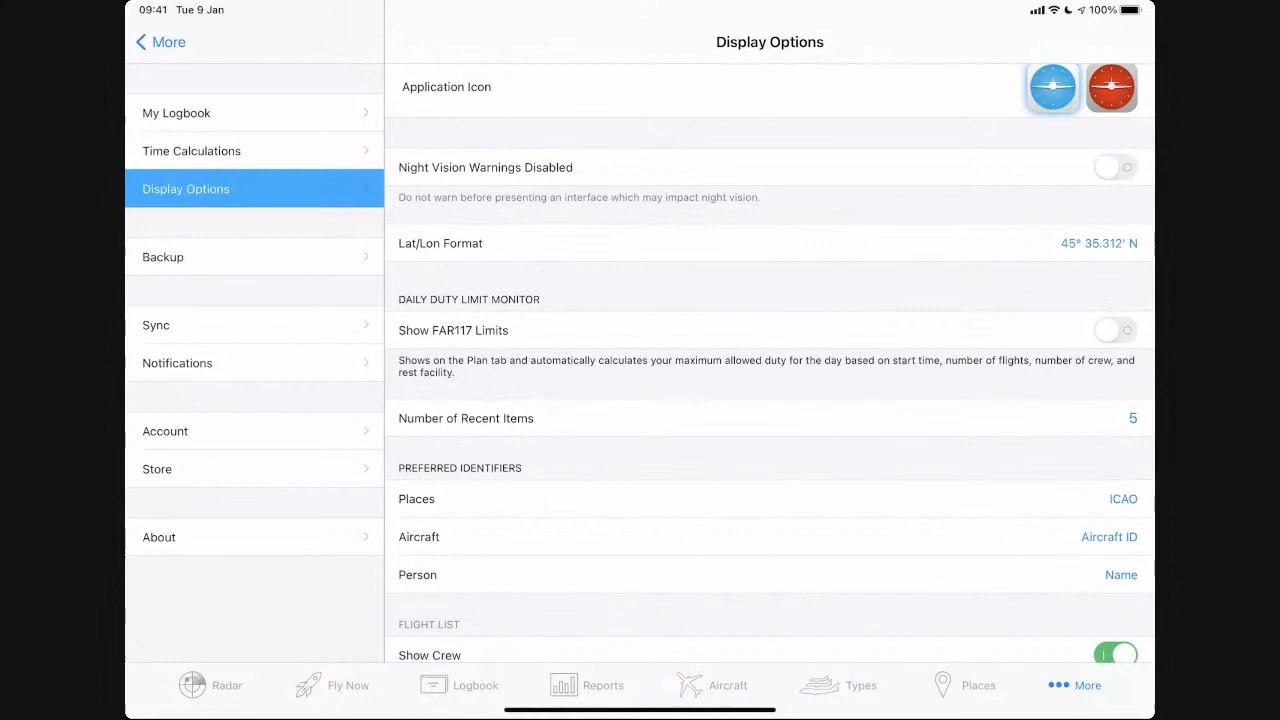 09:41 Tue 9 Jan
100%
More
Display Options
My Logbook
Time Calculations
Display Options
Backup
Sync
Notifications
Account
Store
About
Application Icon
Night Vision Warnings Disabled
Do not warn before presenting an interface which may impact night vision.
Lat/Lon Format 45° 35.312' N
DAILY DUTY LIMIT MONITOR
Show FAR117 Limits
Shows on the Plan tab and automatically calculates your maximum allowed duty for the day based on start time, number of flights, number of crew, and
rest facility.
Number of Recent Items 5
PREFERRED IDENTIFIERS
Places ICAO
Aircraft Aircraft ID
Person Name
FLIGHT LIST
Show Crew
Radar Fly Now Logbook Reports Aircraft Types Places More